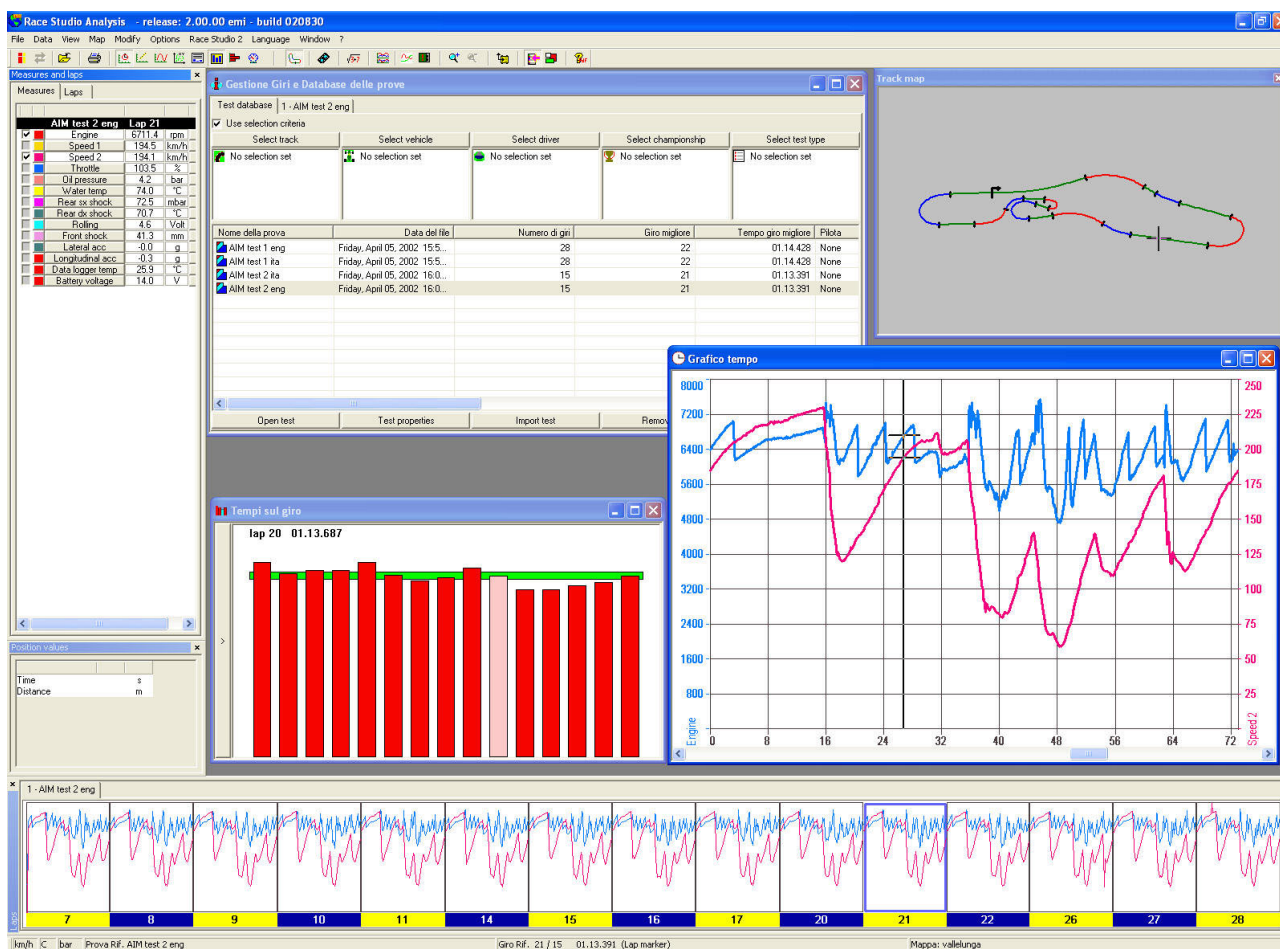 Race Studio Analysis - release: 2.00.00 emi - build 020830
File Data View Map Modify Options Race Studio 2 Language Window ?
Measures and laps
Measures Laps
AIM test 2 eng Lap 21
Engine 6711.4 rpm
Speed 1 194.5 km/h
Speed 2 194.1 km/h
Throttle 103.5 %
Oil pressure 4.2 bar
Water temp 74.0 °C
Rear sx shock 72.5 mbar
Rear dx shock 70.7 °C
Rolling 4.6 Volt
Front shock 41.3 mm
Lateral acc -0.0 g
Longitudinal acc -0.3 g
Data logger temp 25.9 °C
Battery voltage 14.0 V
Position values
Time s
Distance m
Gestione Giri e Database delle prove
Test database 1 - AIM test 2 eng
Use selection criteria
Select track Select vehicle Select driver Select championship Select test type
No selection set No selection set No selection set No selection set No selection set
Nome della prova Data del file Numero di giri Giro migliore Tempo giro migliore Pilota
AIM test 1 eng Friday, April 05, 2002 15:5... 28 22 01.14.428 None
AIM test 1 ita Friday, April 05, 2002 15:5... 28 22 01.14.428 None
AIM test 2 ita Friday, April 05, 2002 16:0... 15 21 01.13.391 None
AIM test 2 eng Friday, April 05, 2002 16:0... 15 21 01.13.391 None
Open test Test properties Import test Remov
Track map
Tempi sul giro
lap 20 01.13.687
Grafico tempo
8000 250
7200 225
6400 200
5600 175
4800 150
4000 125
3200 100
2400 75
1600 50
800 25
Engine Speed 2
0 8 16 24 32 40 48 56 64 72
1 - AIM test 2 eng
Laps
7 8 9 10 11 14 15 16 17 20 21 22 26 27 28
km/h C bar Prova Rif. AIM test 2 eng Giro Rif. 21 / 15 01.13.391 (Lap marker) Mappa: vallelunga